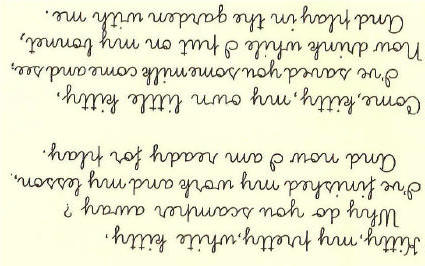 Kitty, my pretty, white kitty,
Why do you scamper away?
I've finished my work and my lesson,
And now I am ready for play.
Come, kitty, my own little kitty,
I've saved you some milk come and see,
Now drink while I put on my bonnet,
And play in the garden with me.